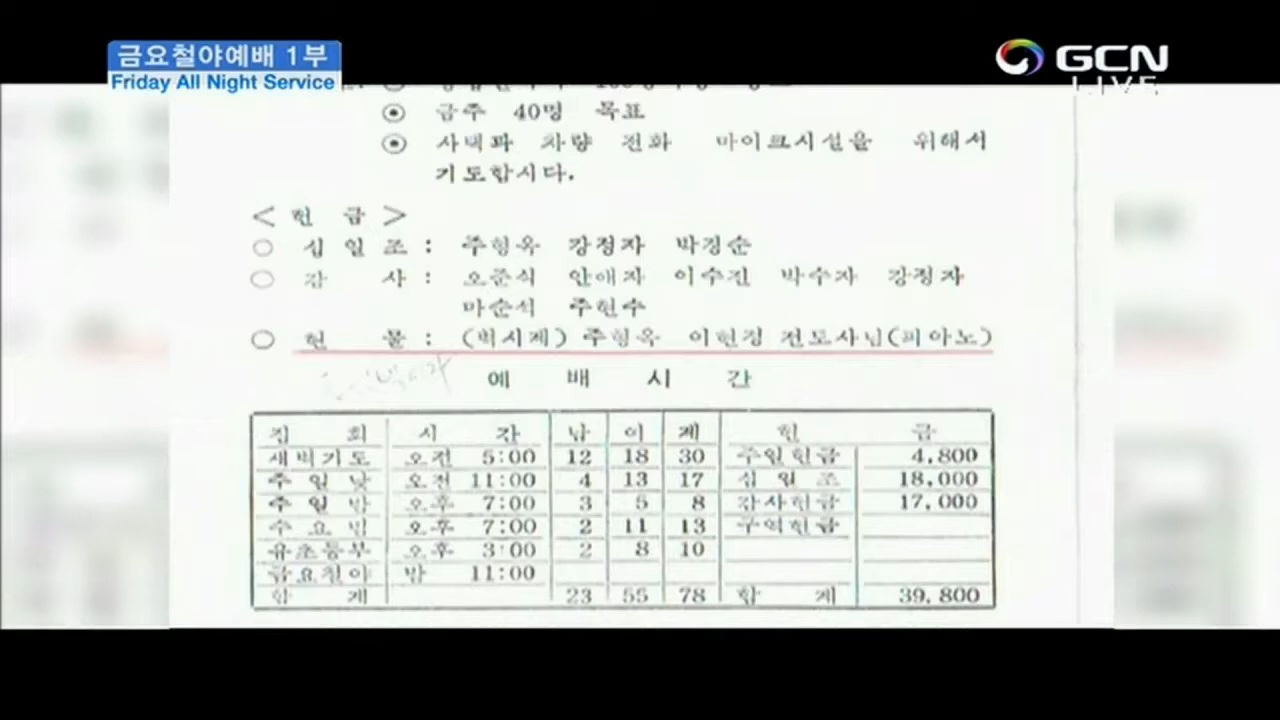 금요철야예배 1부
Friday All Night Service
GCN
LIVE
⊙ 금주 40명 목표
⊙ 사택과 차량 전화 마이크시설을 위해서
기도합시다.
< 헌 금 >
○ 십 일 조 : 주형옥 강정자 박경순
○ 감 사 : 오준식 안애자 이수진 박수자 강정자
마순석 주헌수
○ 헌 물 : (벽시계) 주형옥 이헌정 전도사님(피아노)
예 배 시 간
집 회 시 간 남 여 계 헌 금
새벽기도 오전 5:00 12 18 30 주일헌금 4,800
주 일 낮 오전 11:00 4 13 17 십 일 조 18,000
주 일 밤 오후 7:00 3 5 8 감사헌금 17,000
수 요 밤 오후 7:00 2 11 13 구역헌금
유초등부 오후 3:00 2 8 10
금요철야 밤 11:00
합 계 23 55 78 합 계 39,800